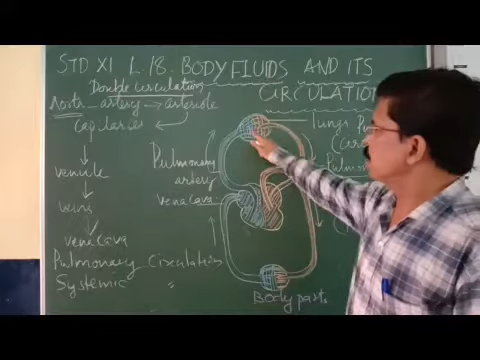 STD XI L 18. BODY FLUIDS AND ITS
CIRCULATION
Double circulation
Aorta - artery → arteriole
Capilaries
venule
veins
vena Cava
Pulmonary Circulation
Systemic "
Pulmonary
artery
vena Cava
Lungs
Body parts